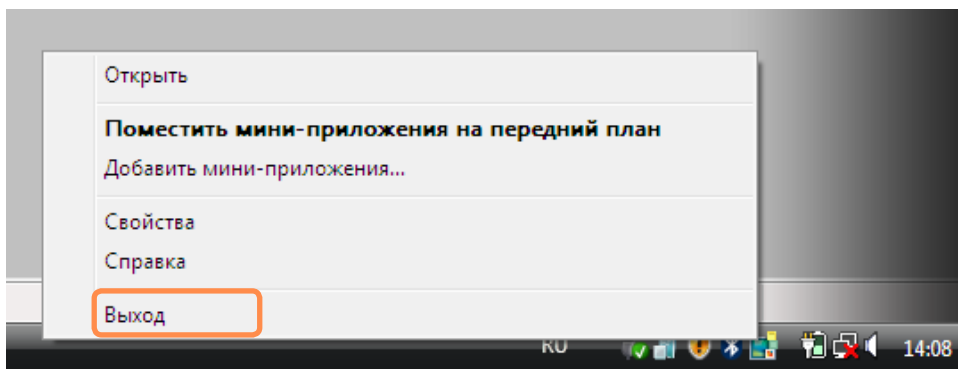 Открыть
Поместить мини-приложения на передний план
Добавить мини-приложения...
Свойства
Справка
Выход
RU 14:08